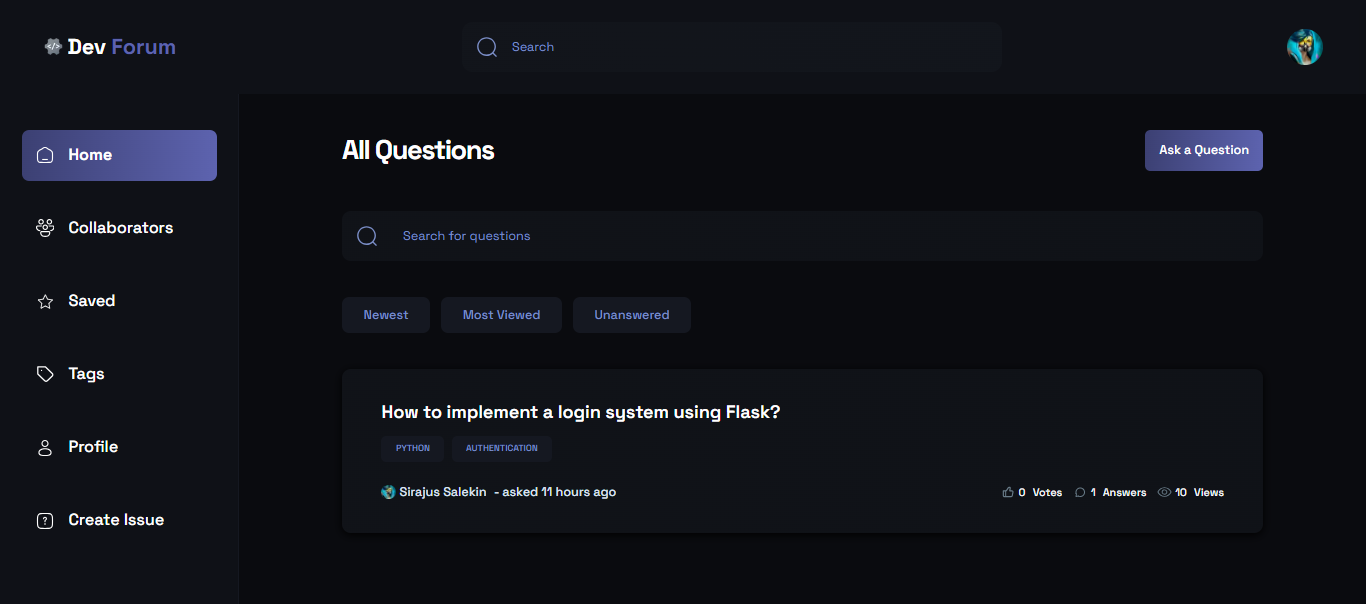 Dev Forum
Search
Home
Collaborators
Saved
Tags
Profile
Create Issue
All Questions
Ask a Question
Search for questions
Newest
Most Viewed
Unanswered
How to implement a login system using Flask?
PYTHON
AUTHENTICATION
Sirajus Salekin - asked 11 hours ago
0 Votes
1 Answers
10 Views